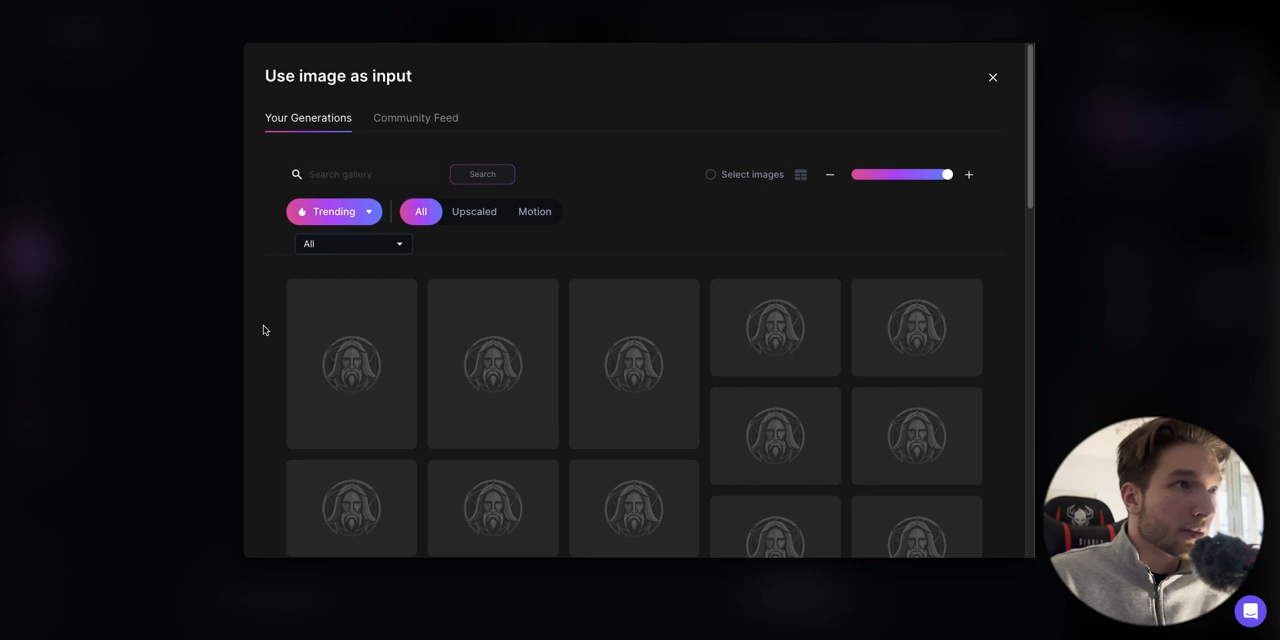 Use image as input
Your Generations Community Feed
Search gallery Search Select images
Trending All Upscaled Motion
All